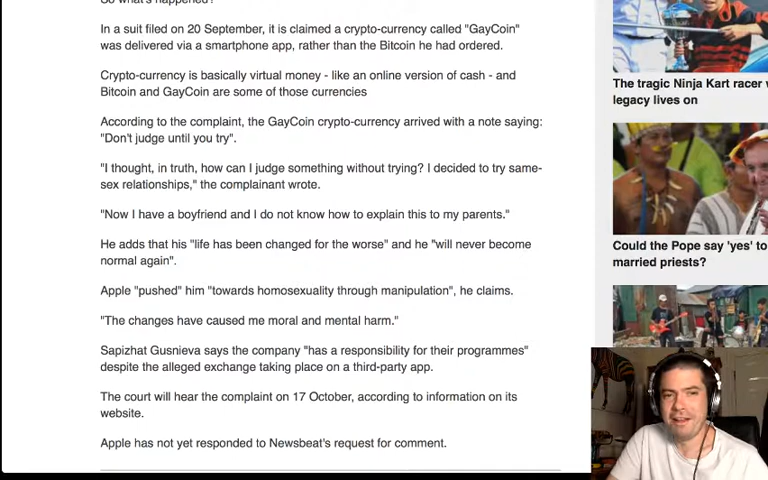 So what's happened?
In a suit filed on 20 September, it is claimed a crypto-currency called "GayCoin"
was delivered via a smartphone app, rather than the Bitcoin he had ordered.
Crypto-currency is basically virtual money - like an online version of cash - and
Bitcoin and GayCoin are some of those currencies
According to the complaint, the GayCoin crypto-currency arrived with a note saying:
"Don't judge until you try".
"I thought, in truth, how can I judge something without trying? I decided to try same-
sex relationships," the complainant wrote.
"Now I have a boyfriend and I do not know how to explain this to my parents."
He adds that his "life has been changed for the worse" and he "will never become
normal again".
Apple "pushed" him "towards homosexuality through manipulation", he claims.
"The changes have caused me moral and mental harm."
Sapizhat Gusnieva says the company "has a responsibility for their programmes"
despite the alleged exchange taking place on a third-party app.
The court will hear the complaint on 17 October, according to information on its
website.
Apple has not yet responded to Newsbeat's request for comment.
The tragic Ninja Kart racer
legacy lives on
Could the Pope say 'yes' to
married priests?